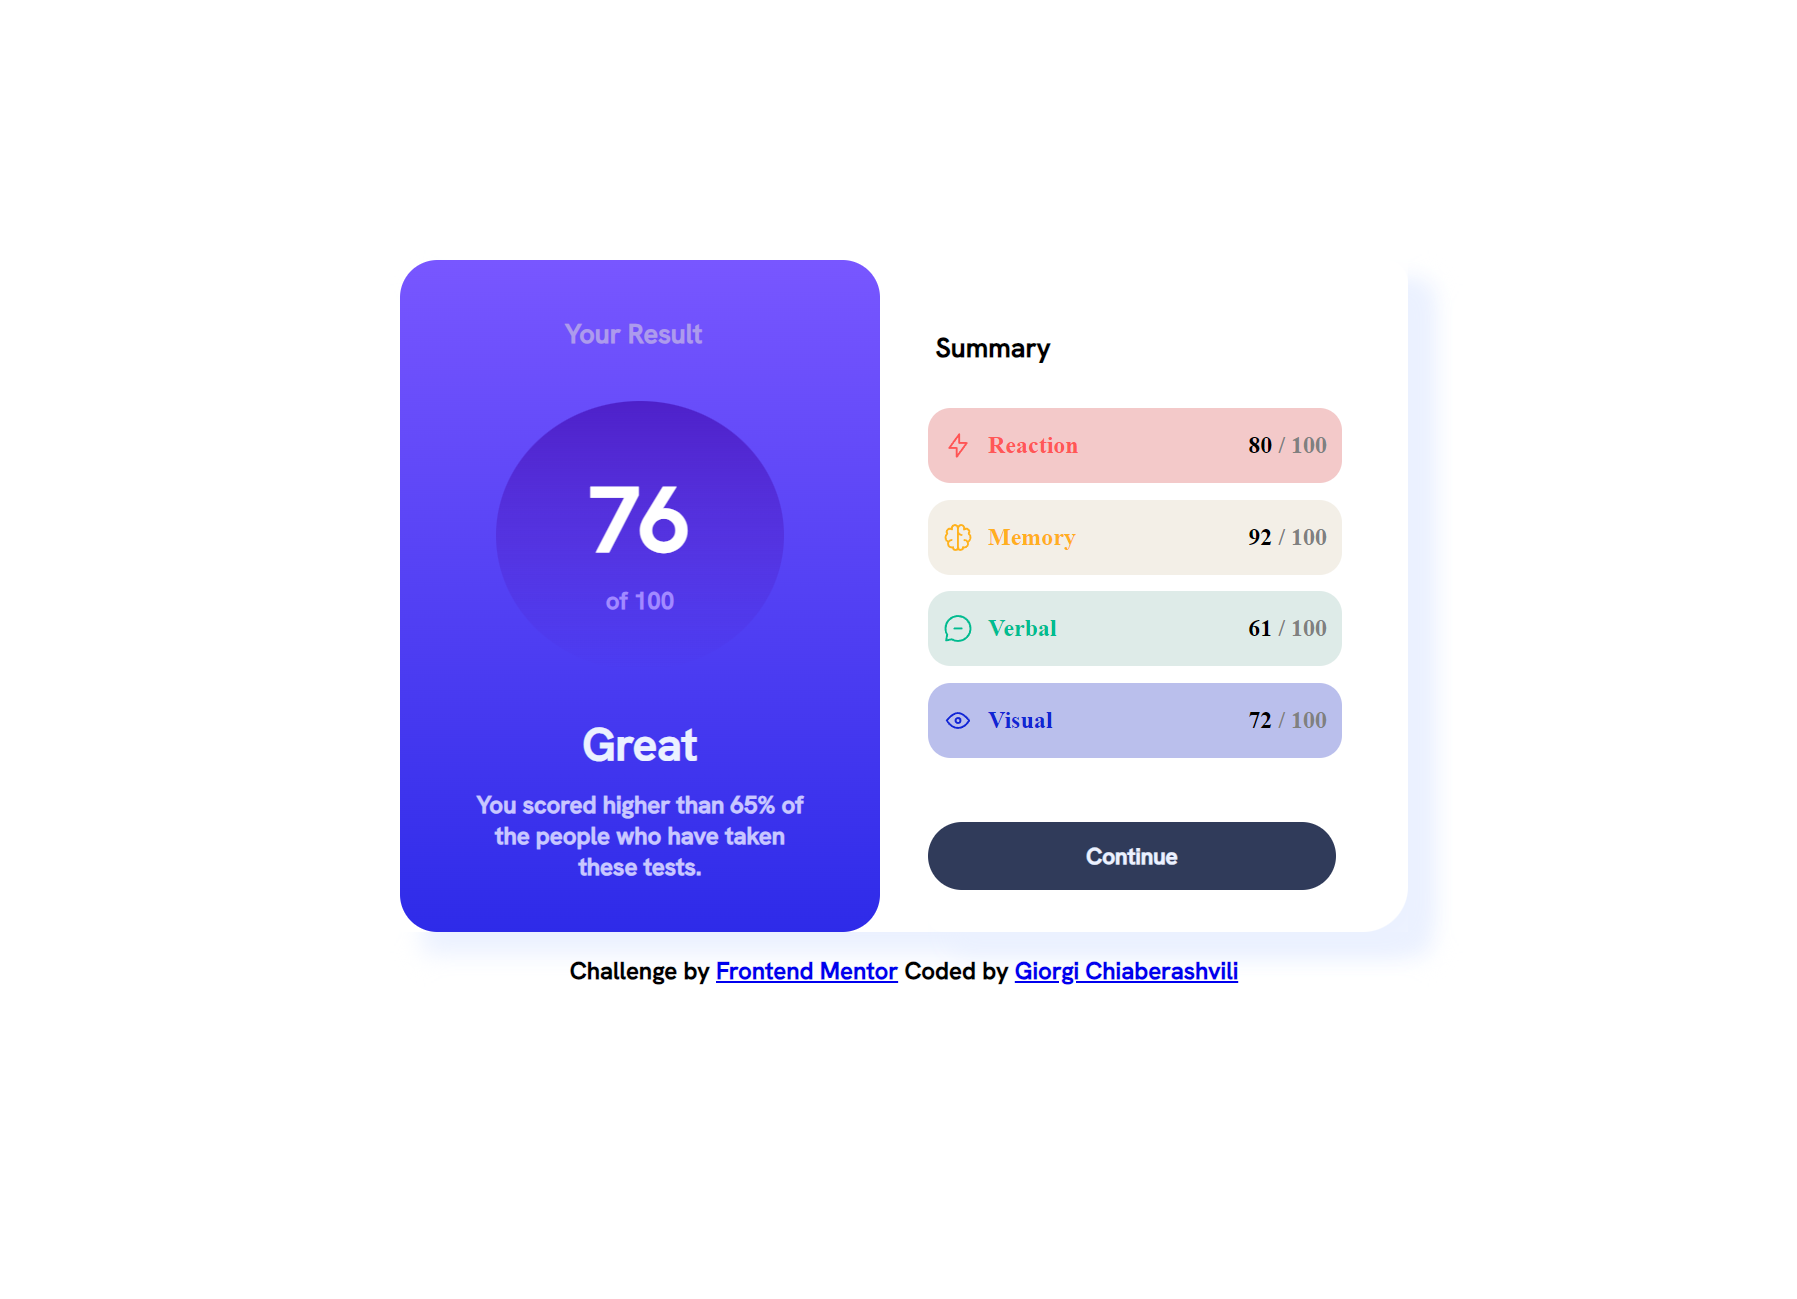 Your Result
76
of 100
Great
You scored higher than 65% of
the people who have taken
these tests.
Summary
Reaction 80 / 100
Memory 92 / 100
Verbal 61 / 100
Visual 72 / 100
Continue
Challenge by Frontend Mentor Coded by Giorgi Chiaberashvili